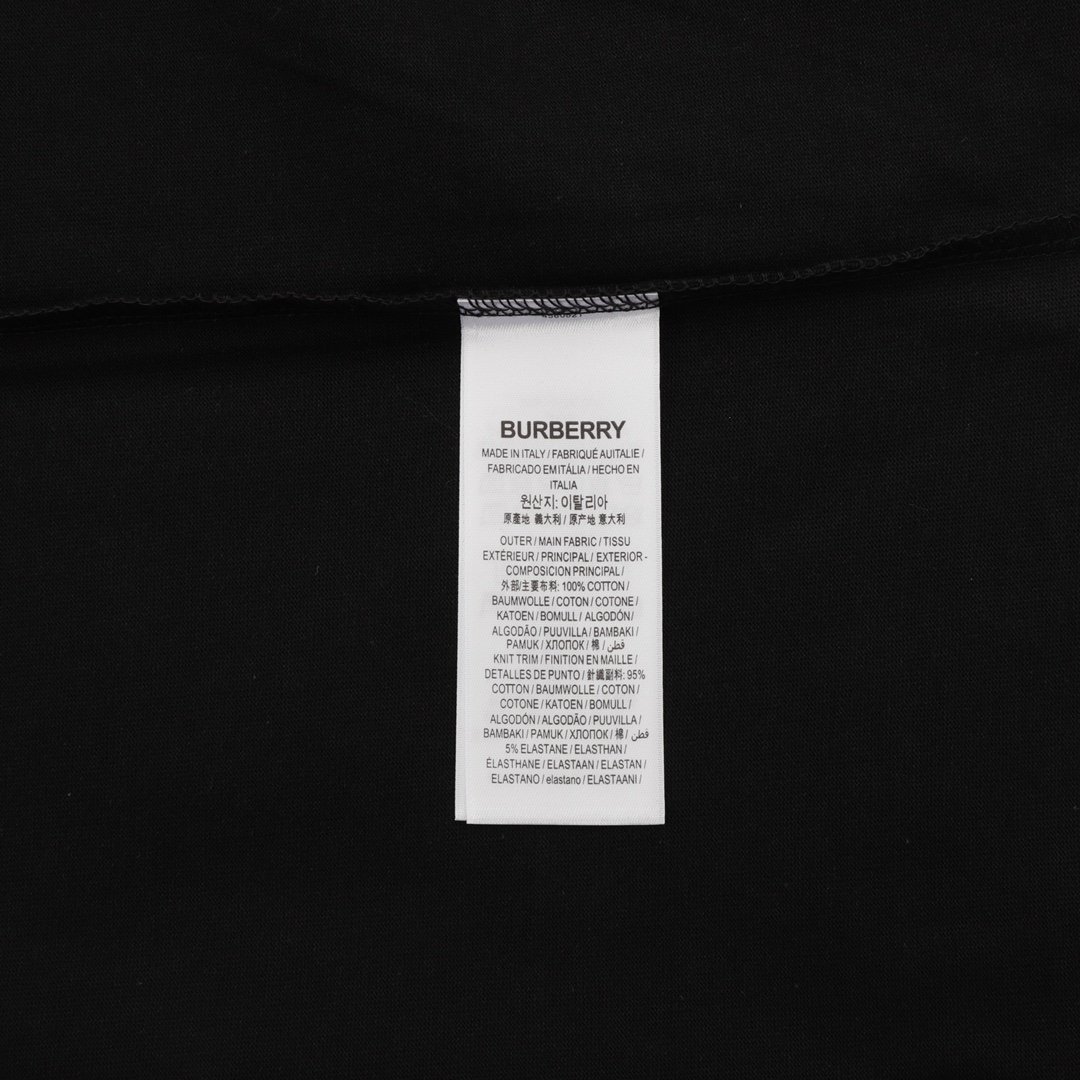 BURBERRY
MADE IN ITALY / FABRIQUÉ AUITALIE /
FABRICADO EM ITÁLIA / HECHO EN
ITALIA
원산지: 이탈리아
原產地 義大利 / 原产地 意大利
OUTER / MAIN FABRIC / TISSU
EXTÉRIEUR / PRINCIPAL / EXTERIOR -
COMPOSICION PRINCIPAL /
外部/主要布料: 100% COTTON /
BAUMWOLLE / COTON / COTONE /
KATOEN / BOMULL / ALGODÓN /
ALGODÃO / PUUVILLA / BAMBAKI /
PAMUK / ХЛОПОК / 棉 / قطن /
KNIT TRIM / FINITION EN MAILLE /
DETALLES DE PUNTO / 針織副料: 95%
COTTON / BAUMWOLLE / COTON /
COTONE / KATOEN / BOMULL /
ALGODÓN / ALGODÃO / PUUVILLA /
BAMBAKI / PAMUK / ХЛОПОК / 棉 / قطن
5% ELASTANE / ELASTHAN /
ÉLASTHANE / ELASTAAN / ELASTAN /
ELASTANO / elastano / ELASTAANI /